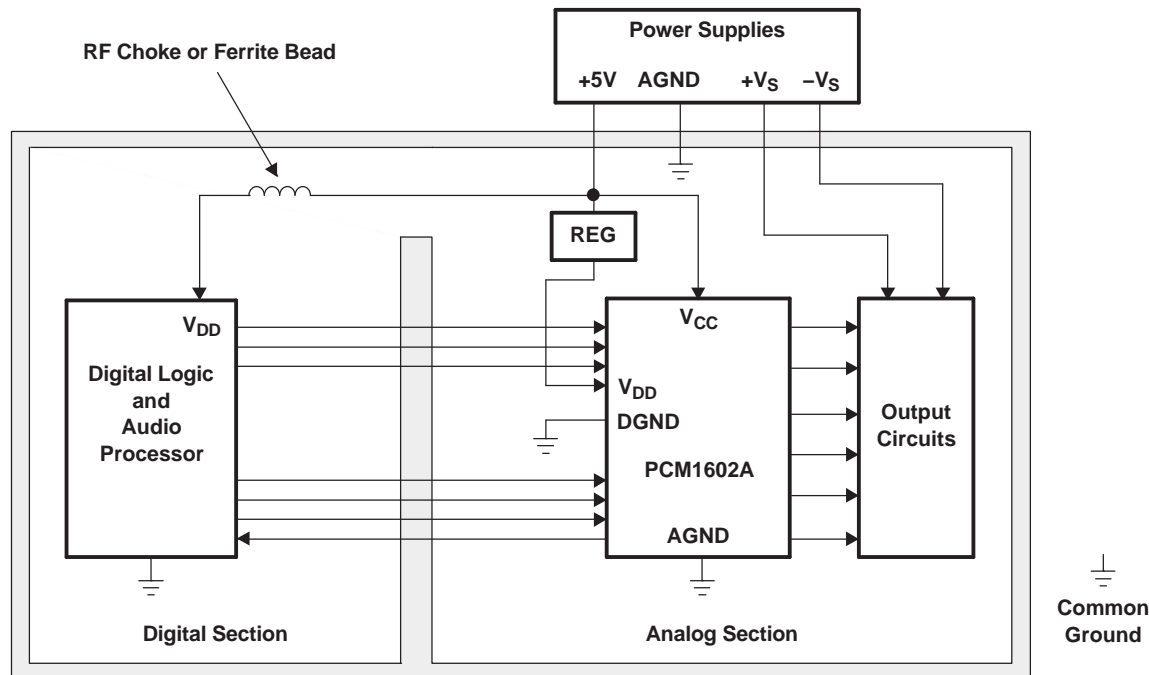 Power Supplies
RF Choke or Ferrite Bead
+5V AGND +VS –VS
REG
VDD
VCC
Digital Logic
and
Audio
Processor
VDD
DGND
Output
Circuits
PCM1602A
AGND
Common
Ground
Digital Section
Analog Section